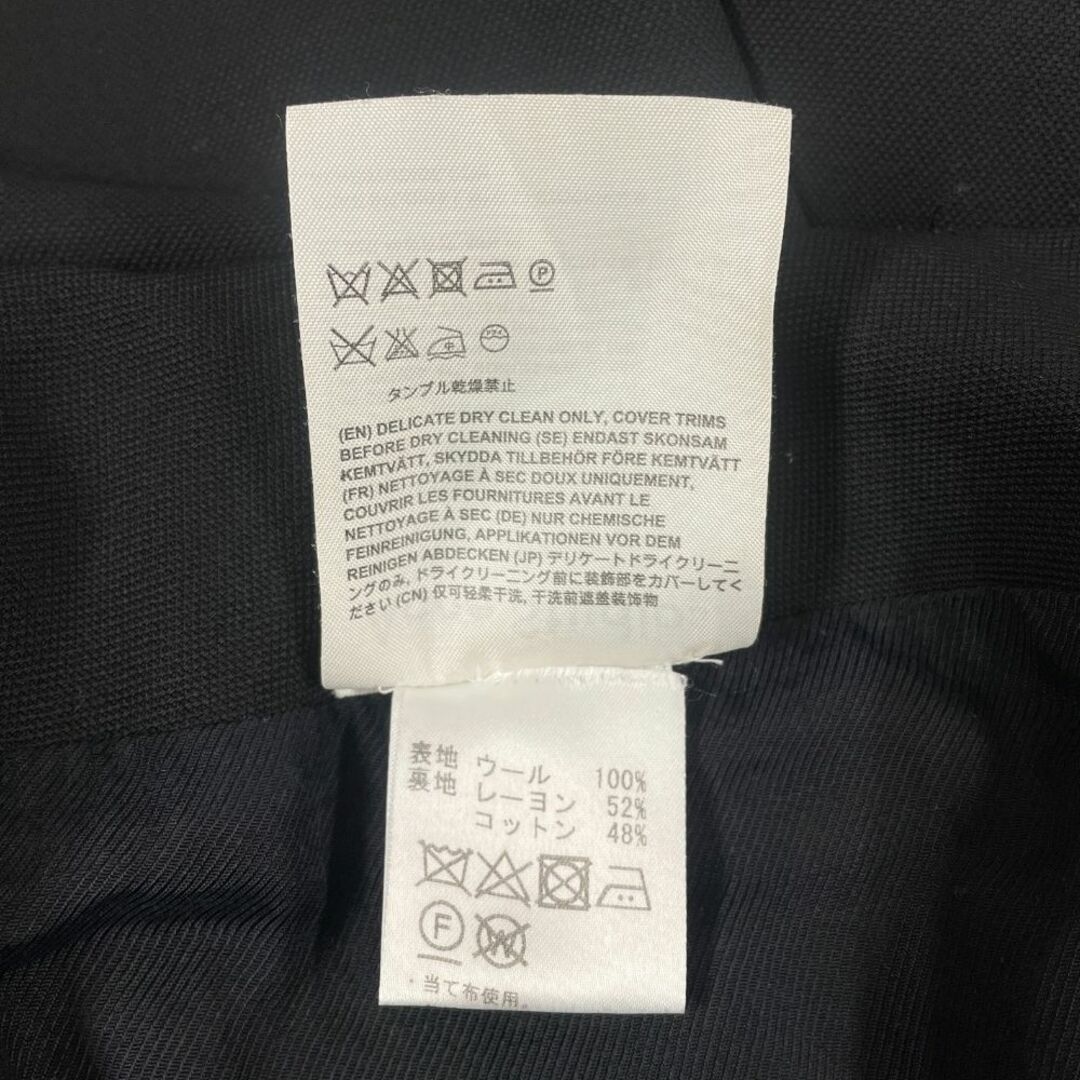 P
中
ドライ
タンブル乾燥禁止
(EN) DELICATE DRY CLEAN ONLY, COVER TRIMS
BEFORE DRY CLEANING (SE) ENDAST SKONSAM
KEMTVÄTT, SKYDDA TILLBEHÖR FÖRE KEMTVÄTT
(FR) NETTOYAGE À SEC DOUX UNIQUEMENT,
COUVRIR LES FOURNITURES AVANT LE
NETTOYAGE À SEC (DE) NUR CHEMISCHE
FEINREINIGUNG, APPLIKATIONEN VOR DEM
REINIGEN ABDECKEN (JP) デリケートドライクリーニ
ングのみ, ドライクリーニング前に装飾部をカバーしてく
ださい (CN) 仅可轻柔干洗, 干洗前遮盖装饰物
表地 ウール 100%
裏地 レーヨン 52%
コットン 48%
F W
・当て布使用。